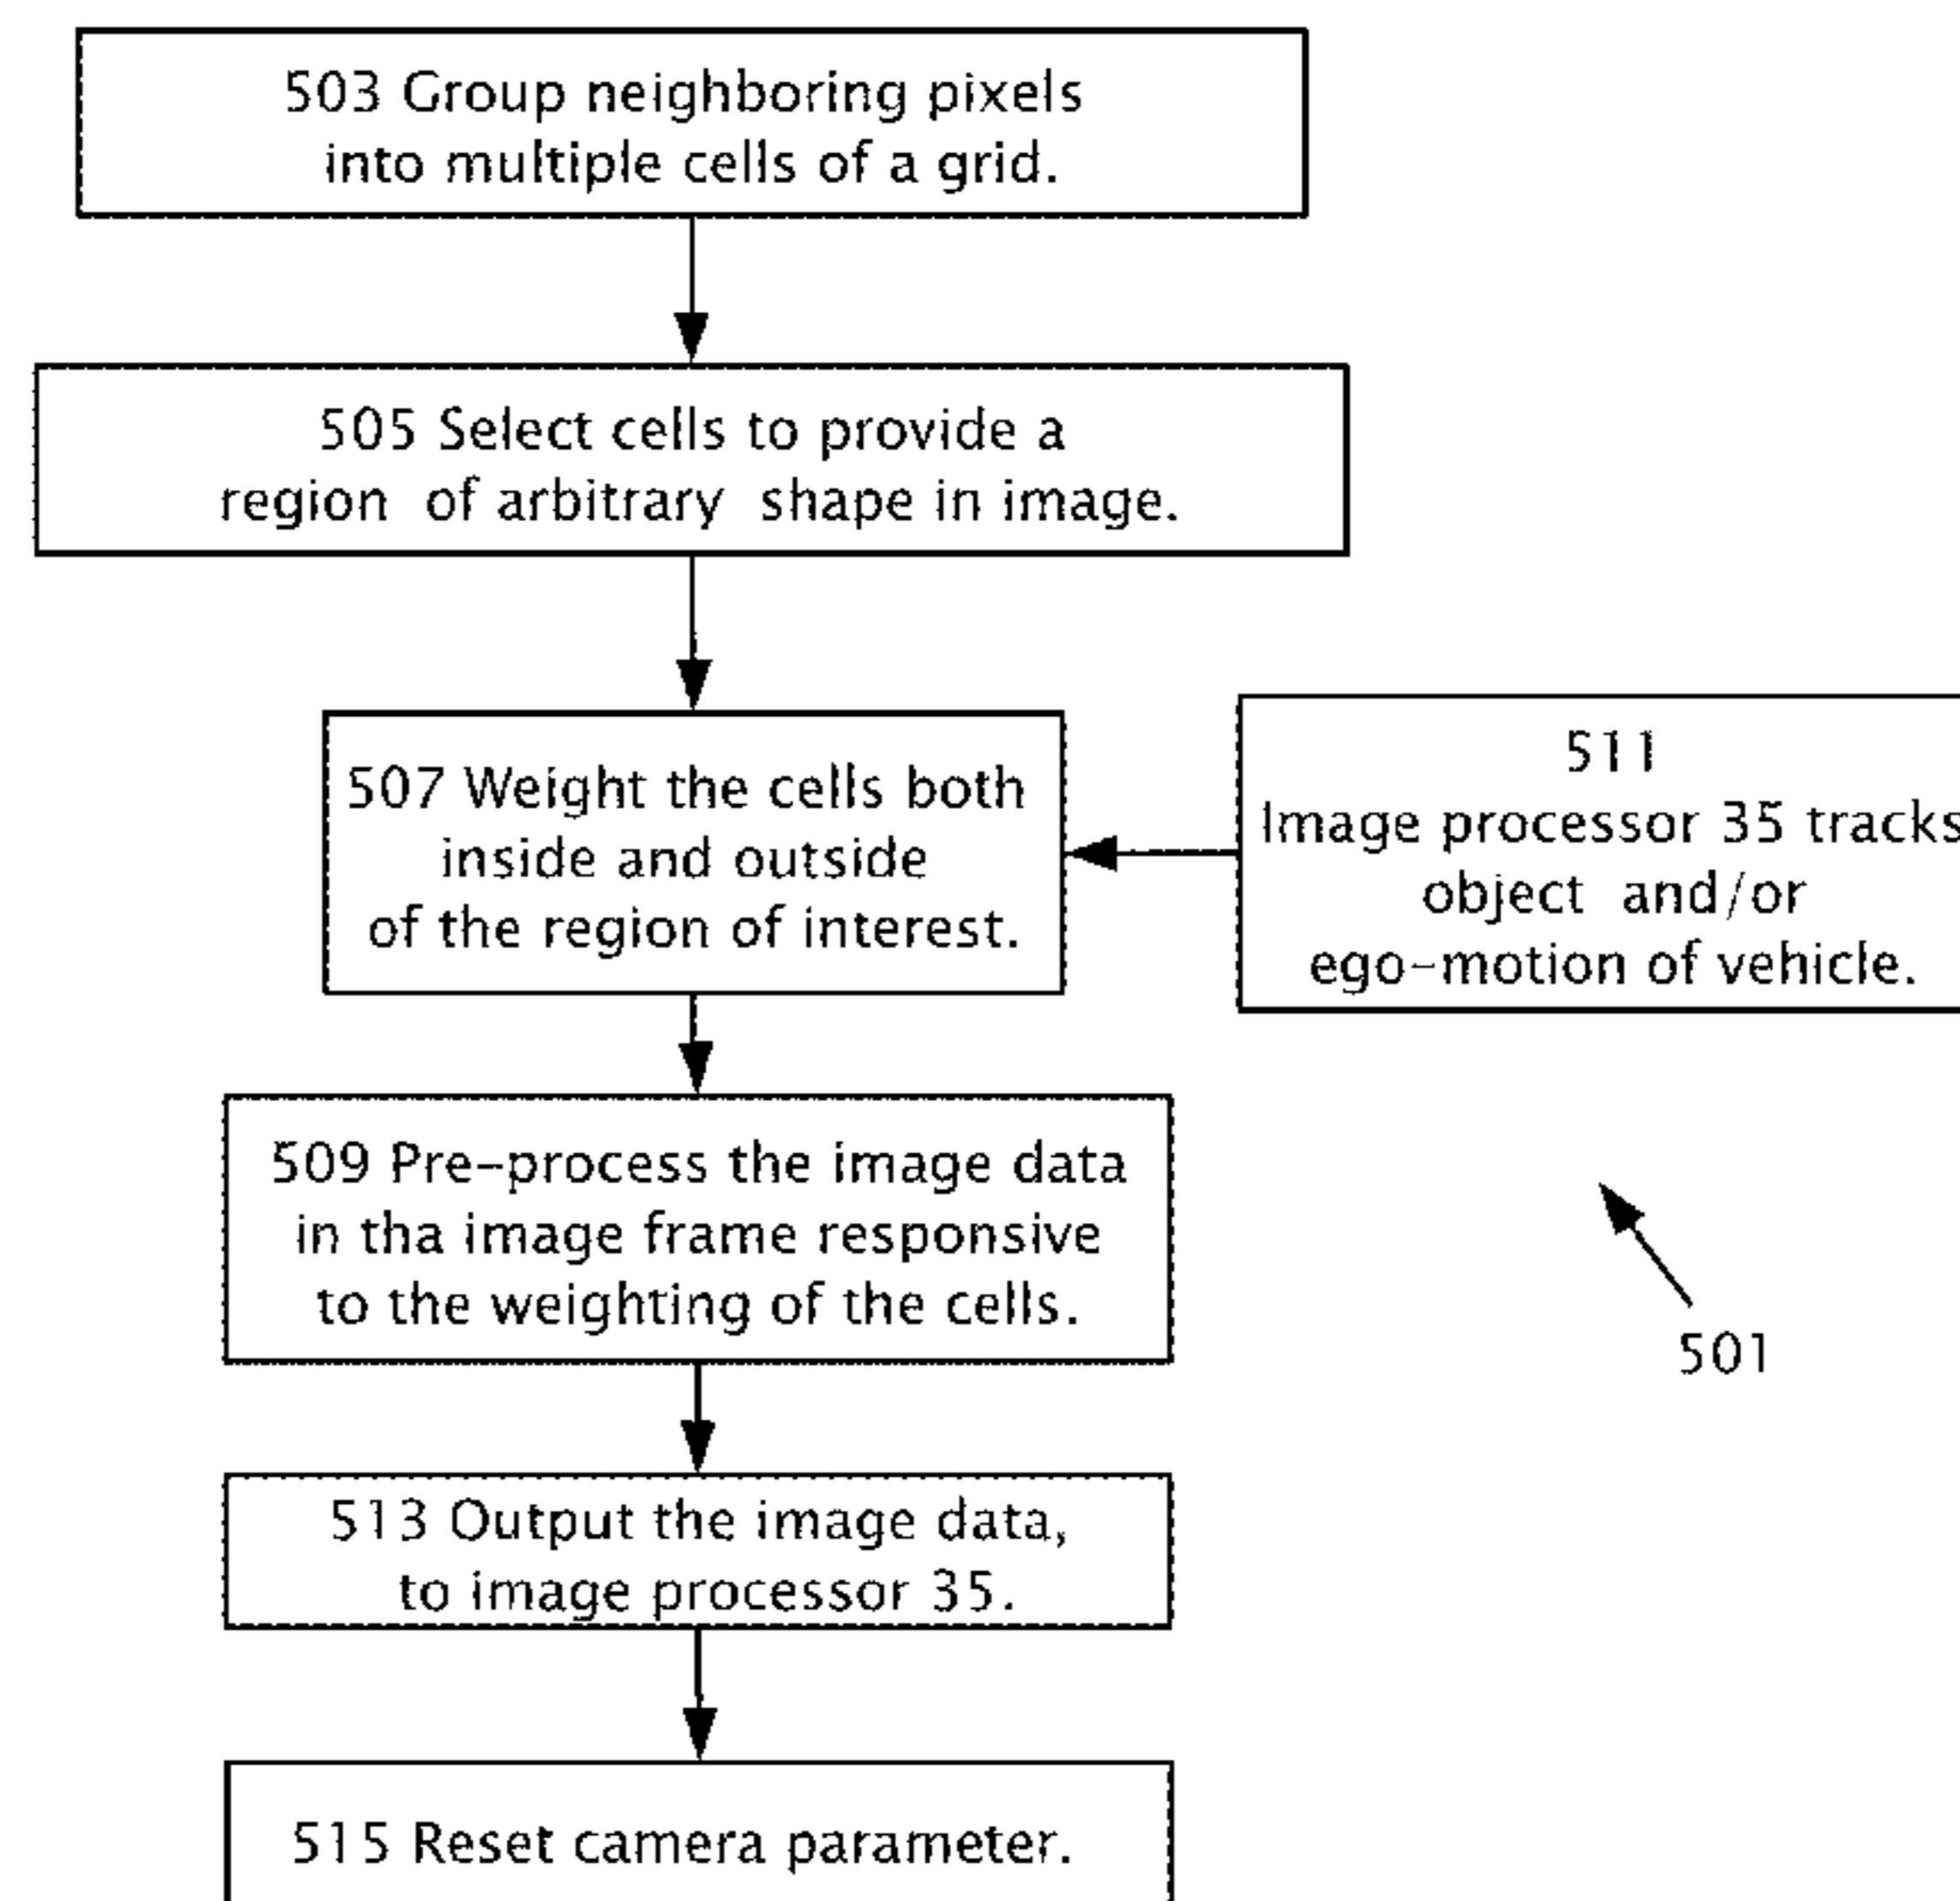 503 Group neighboring pixels
into multiple cells of a grid.
505 Select cells to provide a
region of arbitrary shape in image.
507 Weight the cells both
inside and outside
of the region of interest.
511
Image processor 35 tracks
object and/or
ego-motion of vehicle.
509 Pre-process the image data
in tha image frame responsive
to the weighting of the cells.
501
513 Output the image data,
to image processor 35.
515 Reset camera parameter.